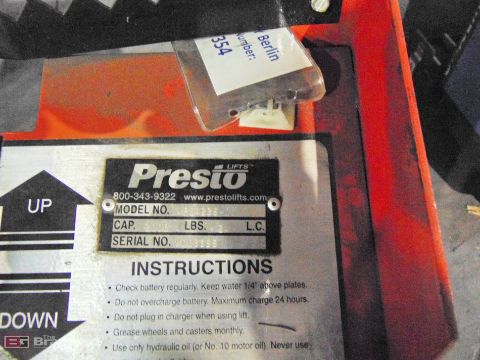 Berlin
umber:
354
Presto
LIFTS
800-343-9322 www.prestolifts.com
MODEL NO.
CAP. LBS. L.C.
SERIAL NO.
UP
DOWN
INSTRUCTIONS
• Check battery regularly. Keep water 1/4" above plates.
• Do not overcharge battery. Maximum charge 24 hours.
• Do not plug in charger when using lift.
• Grease wheels and casters monthly.
• Use only hydraulic oil (or No. 10 motor oil). Never use